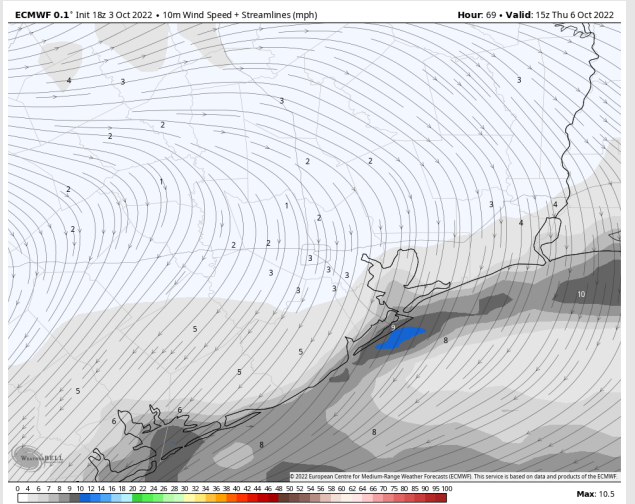 ECMWF 0.1° Init 18z 3 Oct 2022 • 10m Wind Speed + Streamlines (mph) Hour: 69 • Valid: 15z Thu 6 Oct 2022
4 3 3
3
2 2
2 2
2 1
1 2 3 4
2 2 2 4
3 3
3 3 3 3
10
9
5 8
5
5
5
6 6
8 8
WeatherBELL
© 2022 European Centre for Medium-Range Weather Forecasts (ECMWF). This service is based on data and products of the ECMWF.
0 4 6 8 9 10 12 14 16 18 20 22 24 26 28 30 32 34 36 38 40 42 44 46 48 50 52 54 56 58 60 62 64 66 70 75 80 85 90 95 100
Max: 10.5